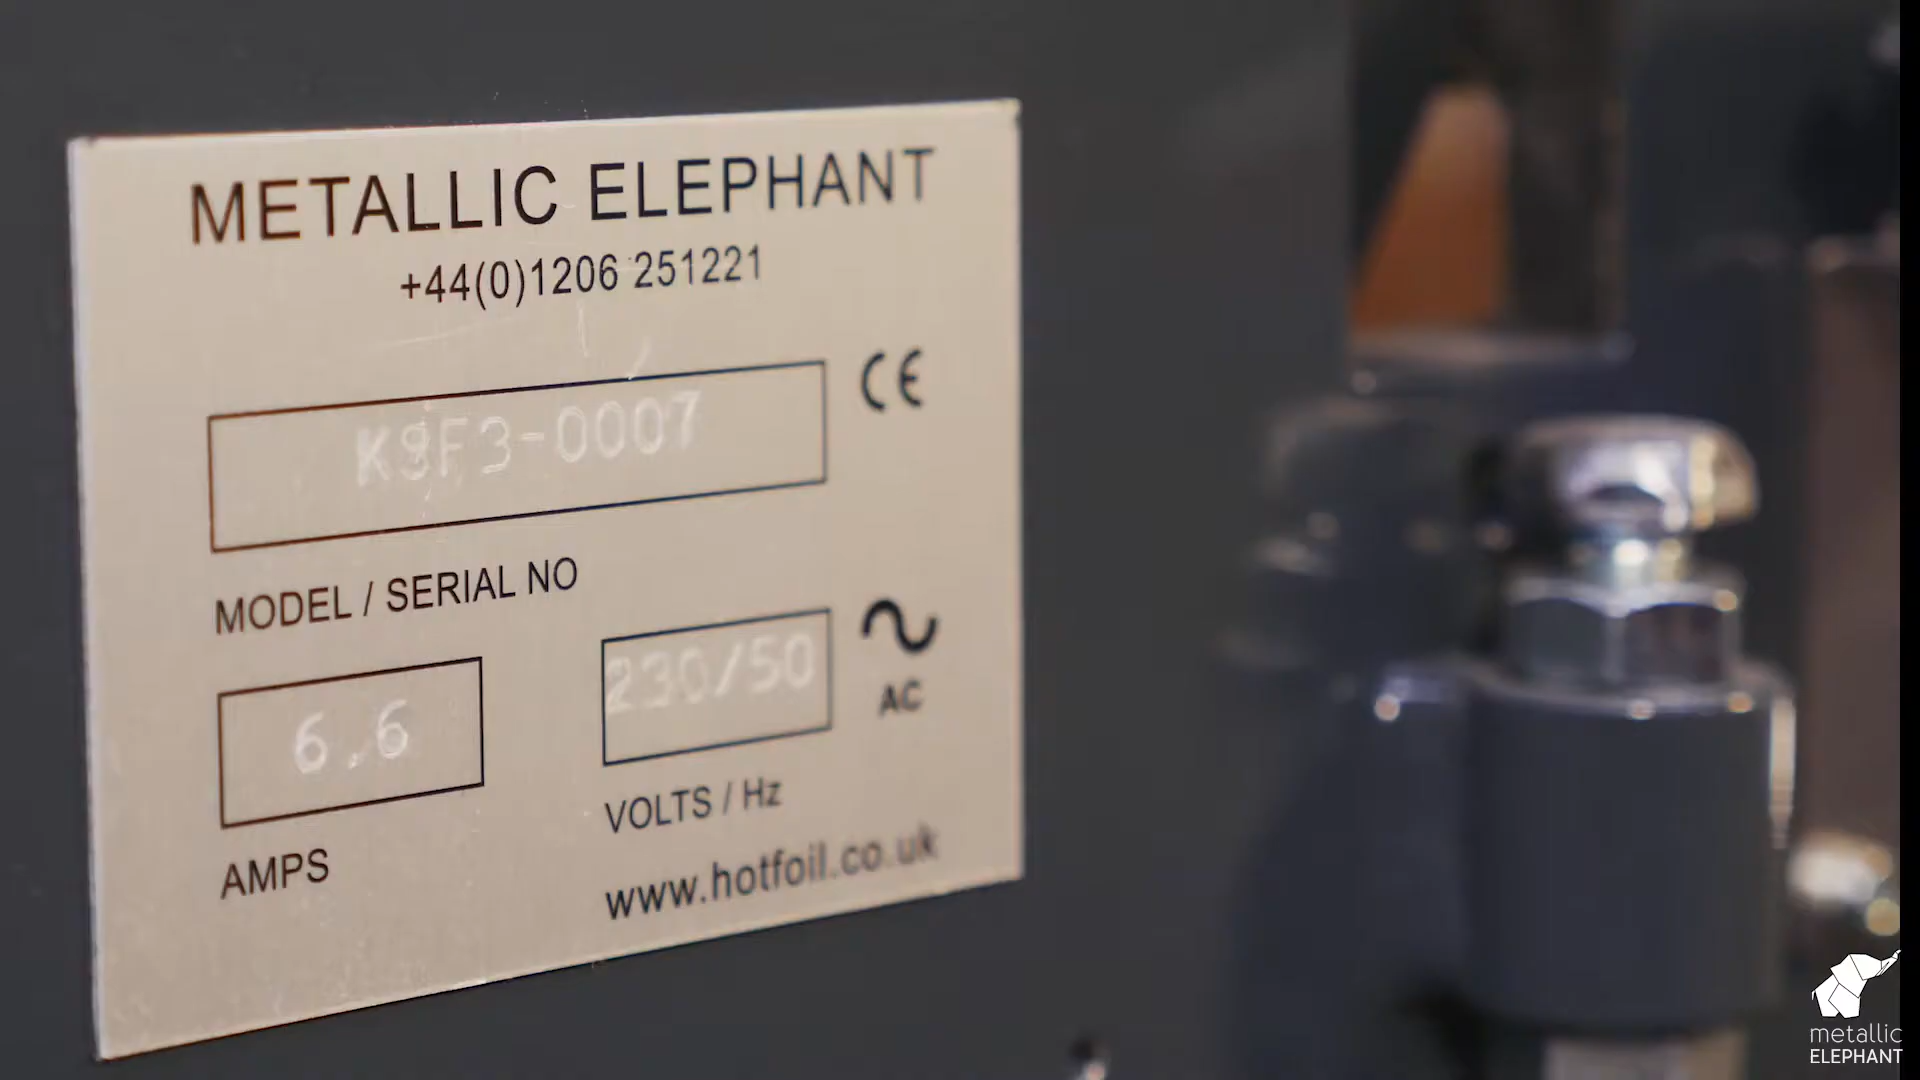 METALLIC ELEPHANT
+44(0)1206 251221
K8F3-0007
CE
MODEL / SERIAL NO
6.6
230/50
AC
AMPS
VOLTS / Hz
www.hotfoil.co.uk
metallic
ELEPHANT